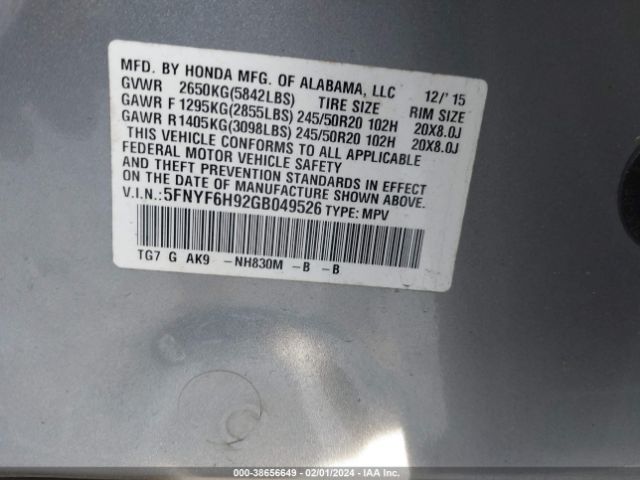 MFD. BY HONDA MFG. OF ALABAMA, LLC 12/'15
GVWR 2650KG(5842LBS) TIRE SIZE RIM SIZE
GAWR F 1295KG(2855LBS) 245/50R20 102H 20X8.0J
GAWR R 1405KG(3098LBS) 245/50R20 102H 20X8.0J
THIS VEHICLE CONFORMS TO ALL APPLICABLE
FEDERAL MOTOR VEHICLE SAFETY
AND THEFT PREVENTION STANDARDS IN EFFECT
ON THE DATE OF MANUFACTURE SHOWN ABOVE.
V.I.N.:5FNYF6H92GB049526 TYPE: MPV
TG7 G AK9 -NH830M -B -B
000-38656649 - 02/01/2024 - IAA Inc.